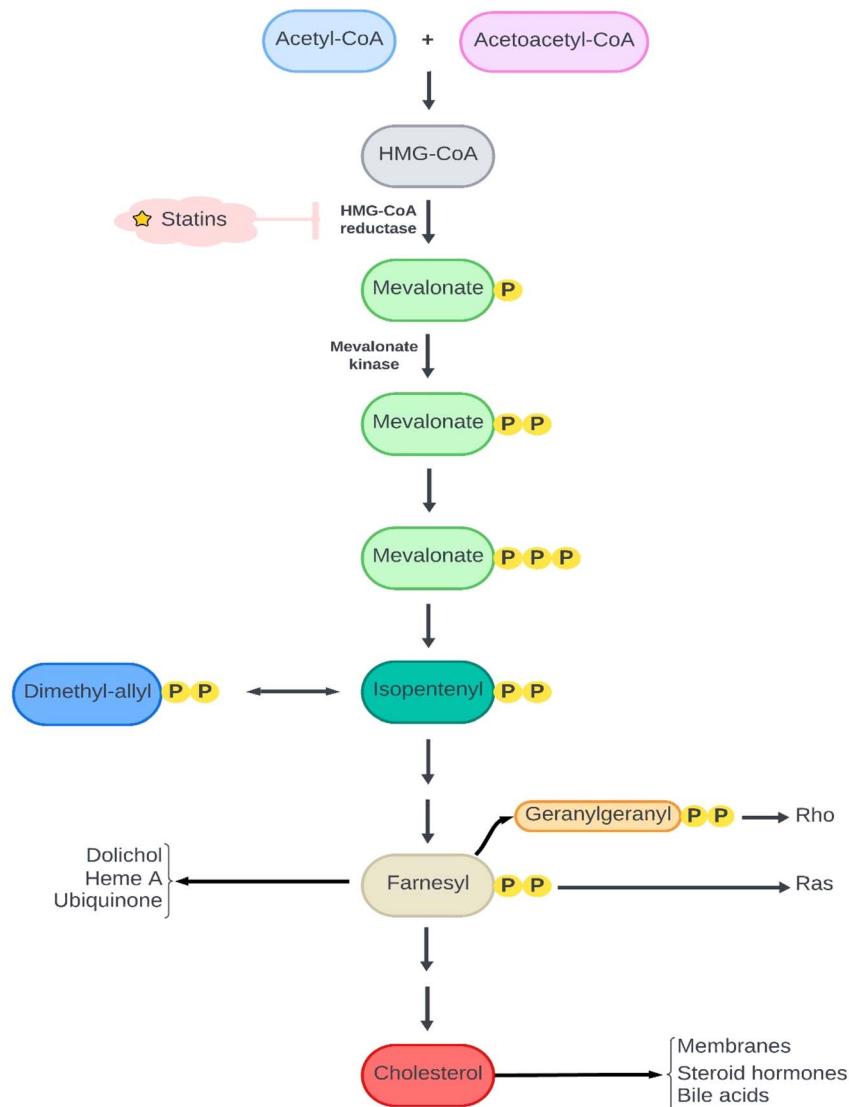 Acetyl-CoA + Acetoacetyl-CoA
HMG-CoA
Statins
HMG-CoA
reductase
Mevalonate P
Mevalonate
kinase
Mevalonate P P
Mevalonate P P P
Dimethyl-allyl P P
Isopentenyl P P
Geranylgeranyl P P
Rho
Dolichol
Heme A
Ubiquinone
Farnesyl P P
Ras
Cholesterol
Membranes
Steroid hormones
Bile acids